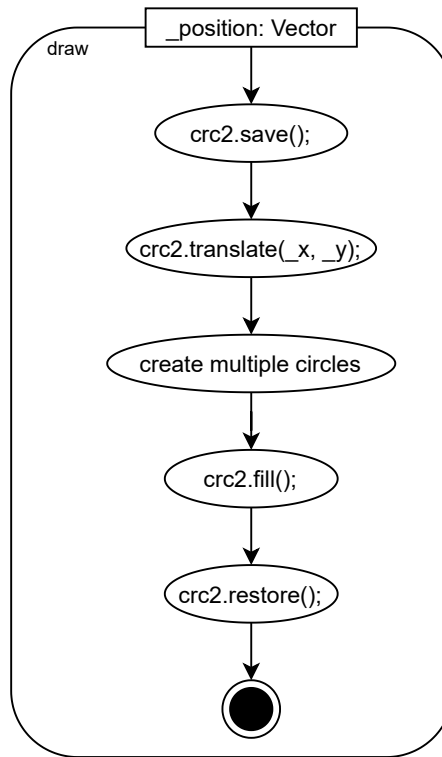 _position: Vector
draw
crc2.save();
crc2.translate(_x, _y);
create multiple circles
crc2.fill();
crc2.restore();